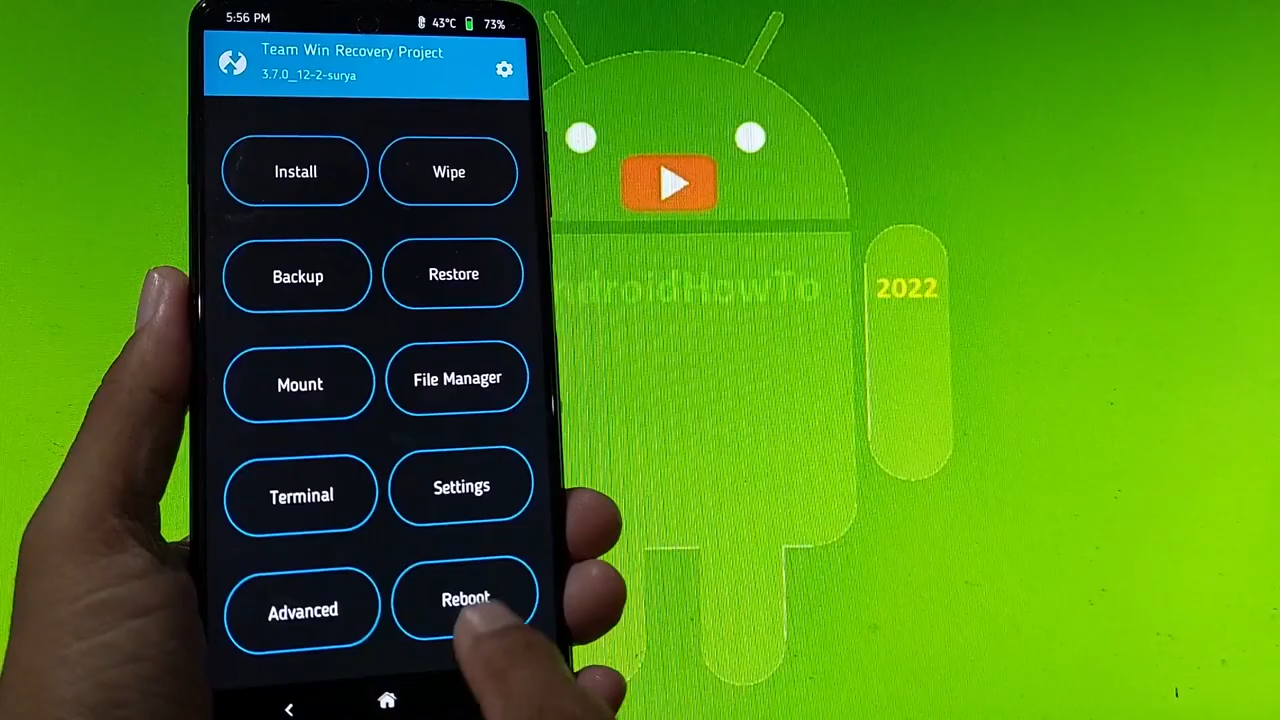 5:56 PM
43°C 73%
Team Win Recovery Project
3.7.0_12-2-surya
Install
Wipe
Backup
Restore
Mount
File Manager
Terminal
Settings
Advanced
Reboot
ndroidHowTo
2022